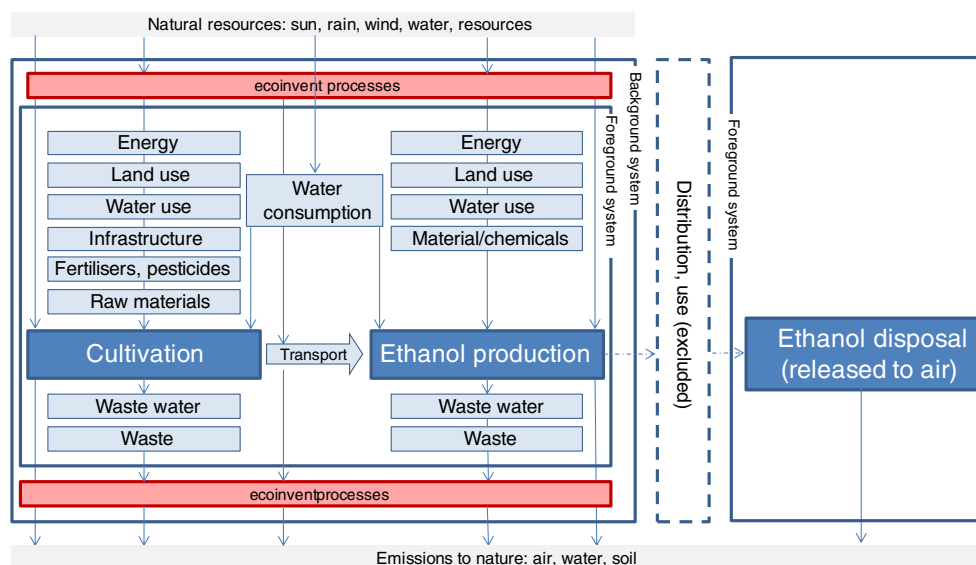 Natural resources: sun, rain, wind, water, resources
ecoinvent processes
Background system
Foreground system
Energy
Land use
Water use
Infrastructure
Fertilisers, pesticides
Raw materials
Water
consumption
Energy
Land use
Water use
Material/chemicals
Cultivation
Transport
Ethanol production
Waste water
Waste
Waste water
Waste
ecoinventprocesses
Distribution, use (excluded)
Foreground system
Ethanol disposal
(released to air)
Emissions to nature: air, water, soil